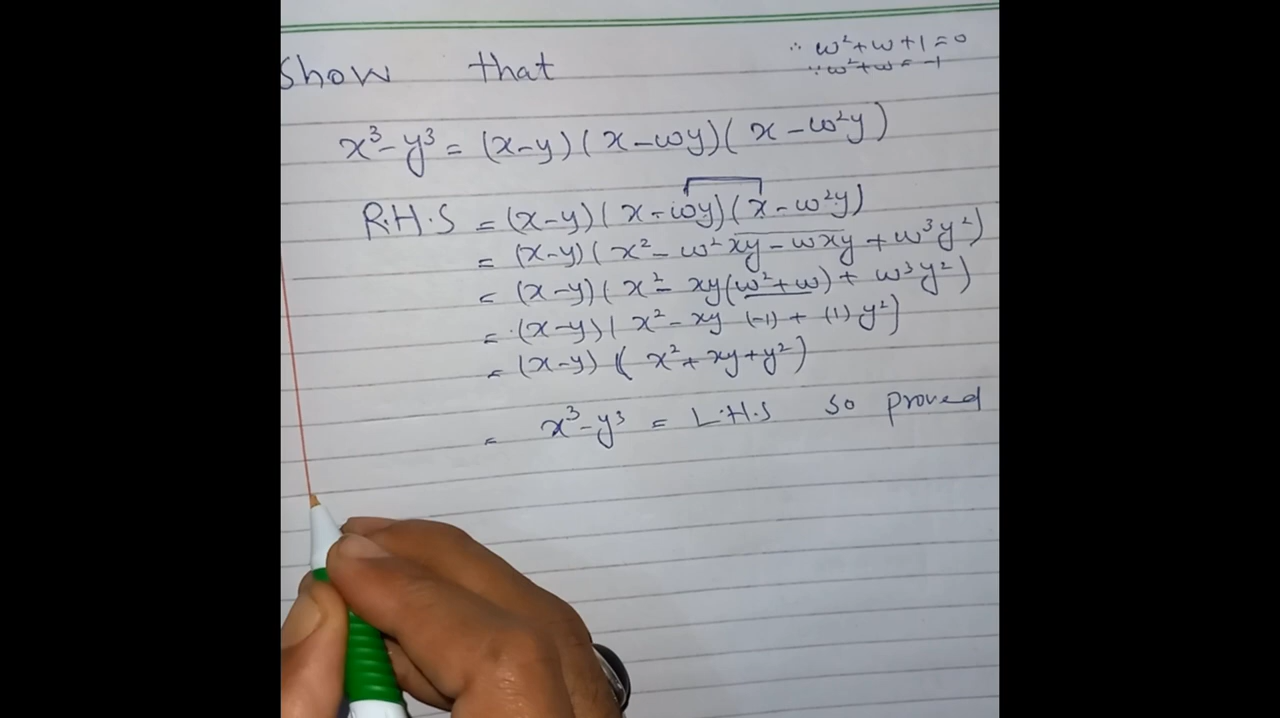 Show that
∴ ω²+ω+1=0
∵ ω²+ω=-1
x³-y³ = (x-y)(x-ωy)(x-ω²y)
R.H.S = (x-y)(x-ωy)(x-ω²y)
= (x-y)(x²-ω²xy-ωxy+ω³y²)
= (x-y)(x²-xy(ω²+ω)+ω³y²)
= (x-y)(x²-xy(-1)+(1)y²)
= (x-y)(x²+xy+y²)
= x³-y³ = L.H.S so proved